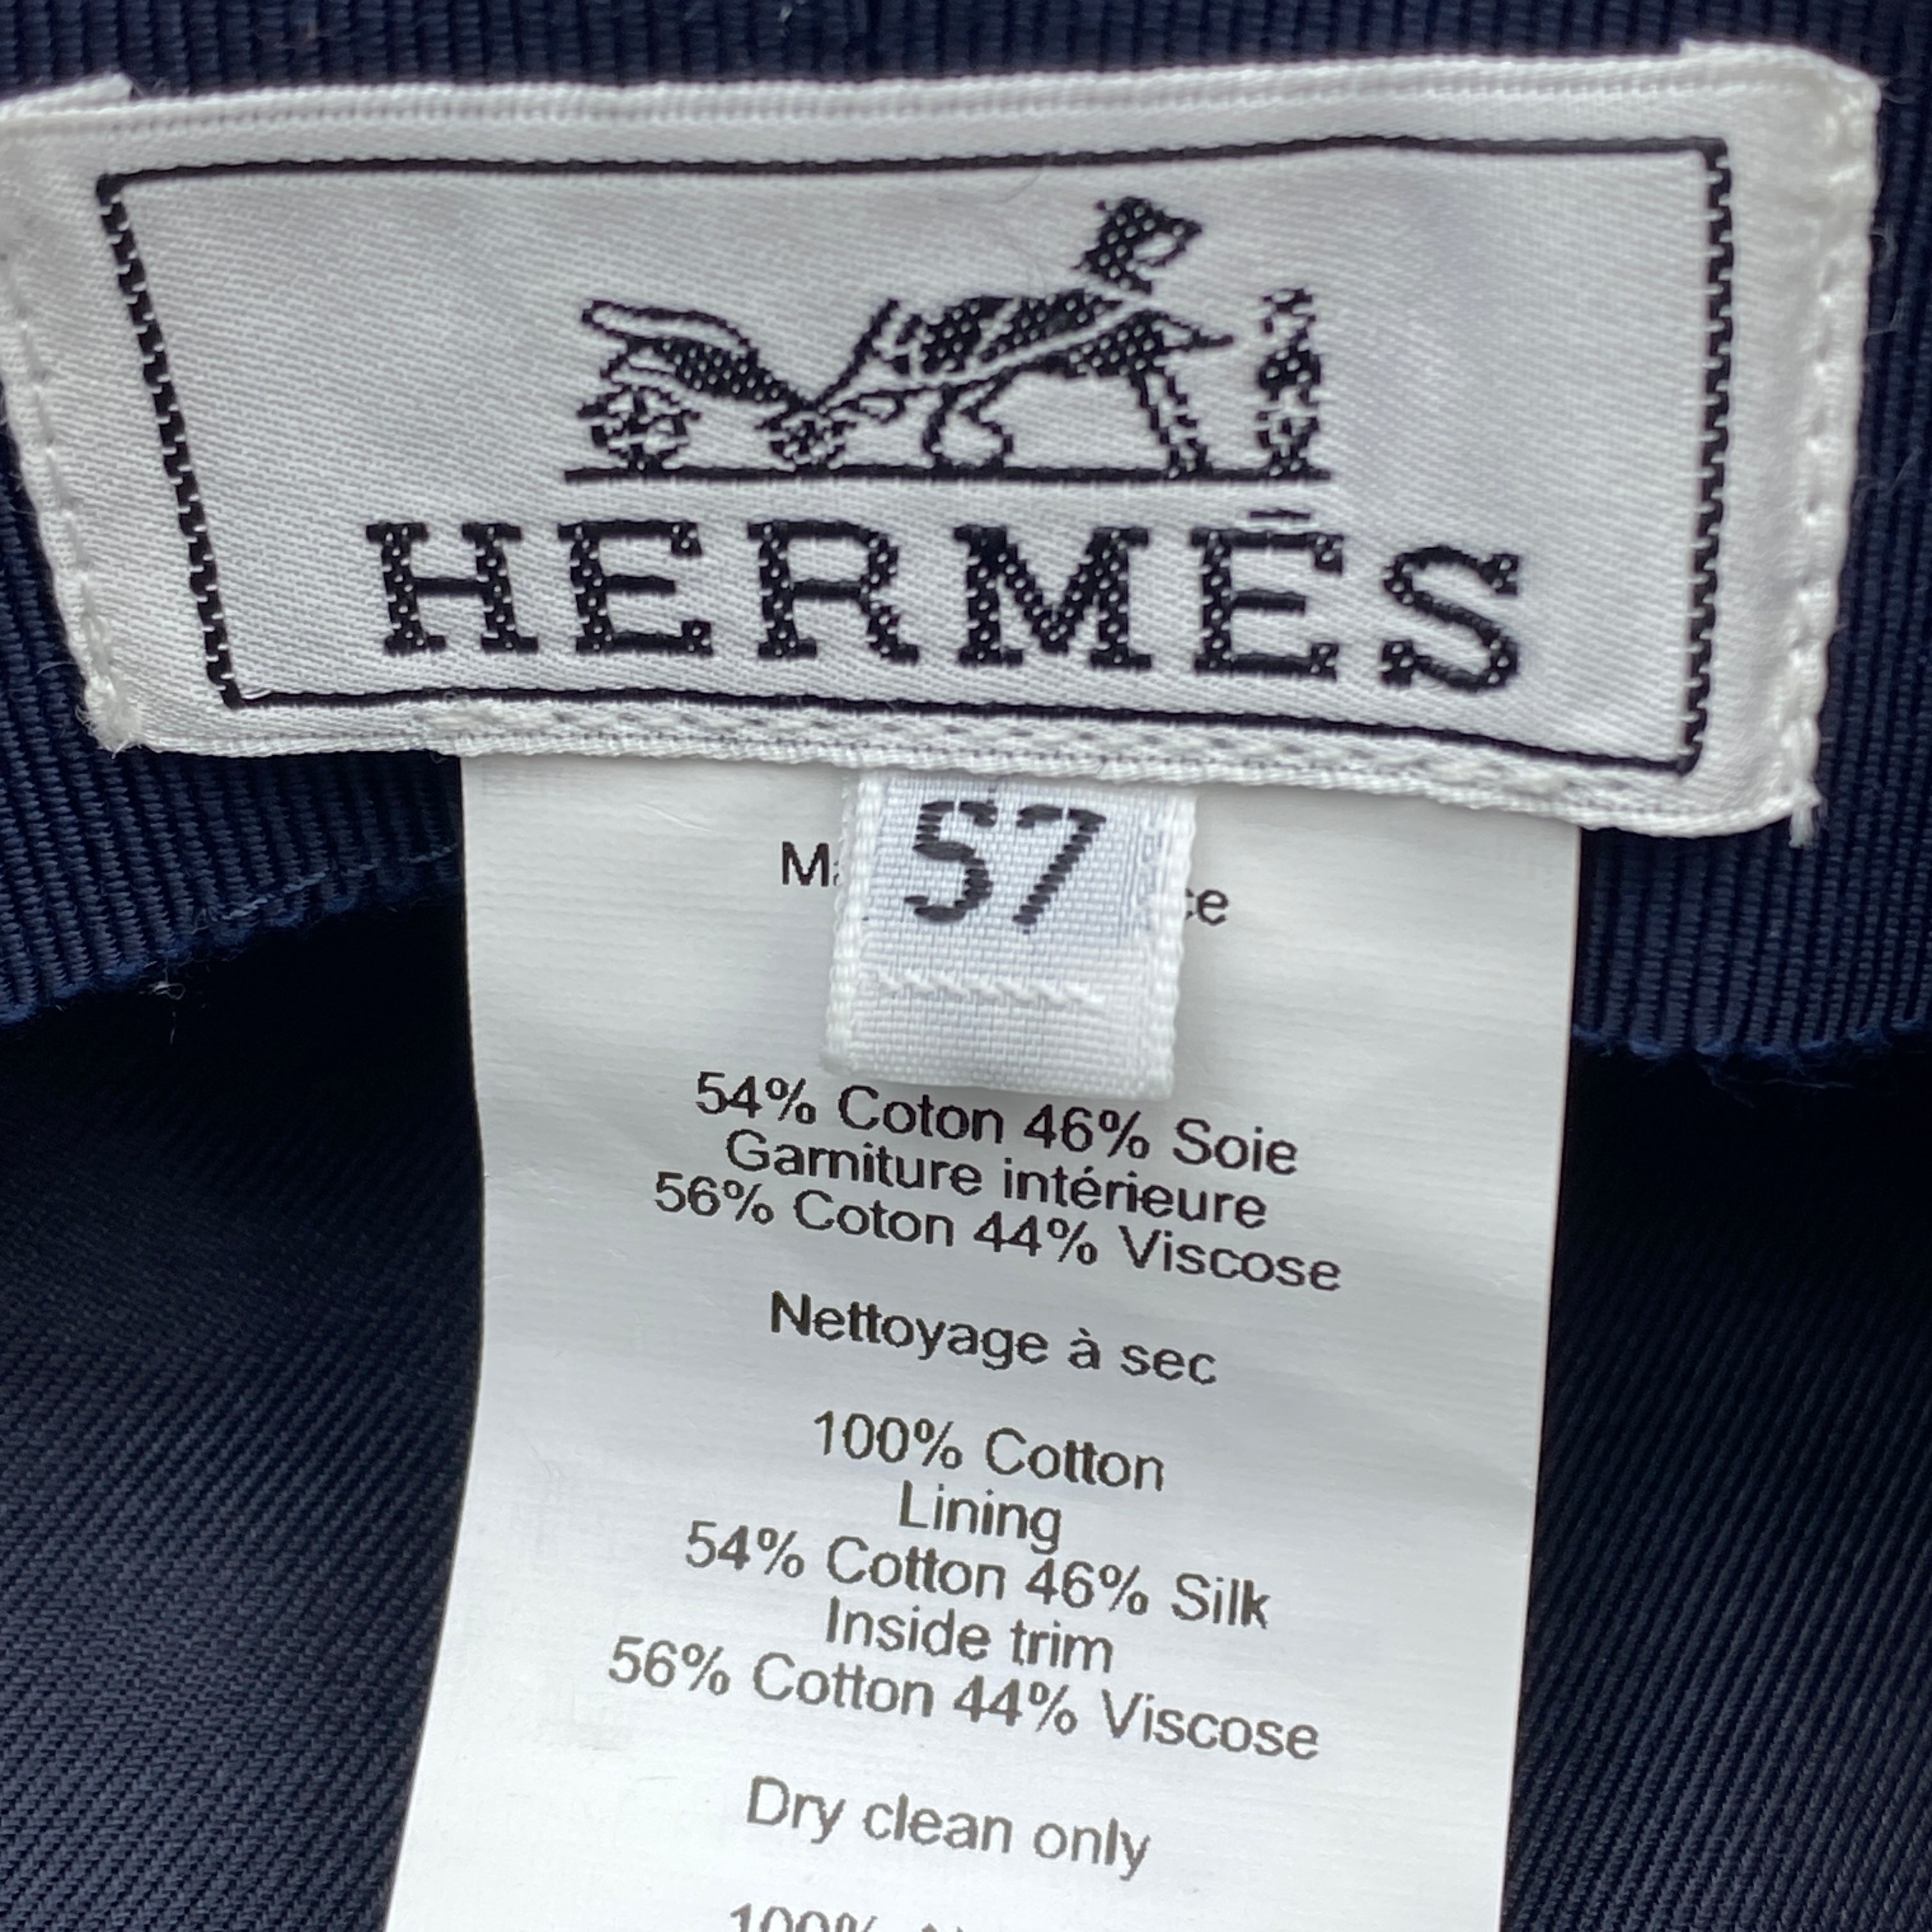 HERMÈS
57
54% Coton 46% Soie
Garniture intérieure
56% Coton 44% Viscose
Nettoyage à sec
100% Cotton
Lining
54% Cotton 46% Silk
Inside trim
56% Cotton 44% Viscose
Dry clean only
100%